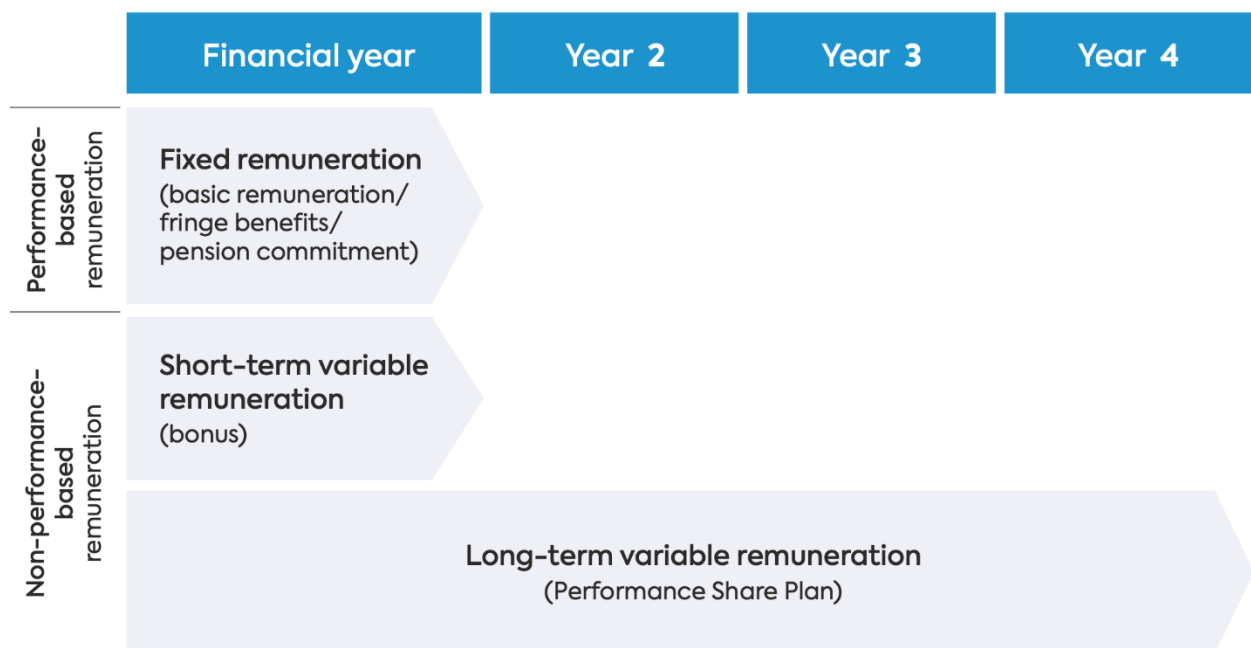 Financial year
Year 2
Year 3
Year 4
Performance-
based
remuneration
Fixed remuneration
(basic remuneration/
fringe benefits/
pension commitment)
Non-performance-
based
remuneration
Short-term variable
remuneration
(bonus)
Long-term variable remuneration
(Performance Share Plan)